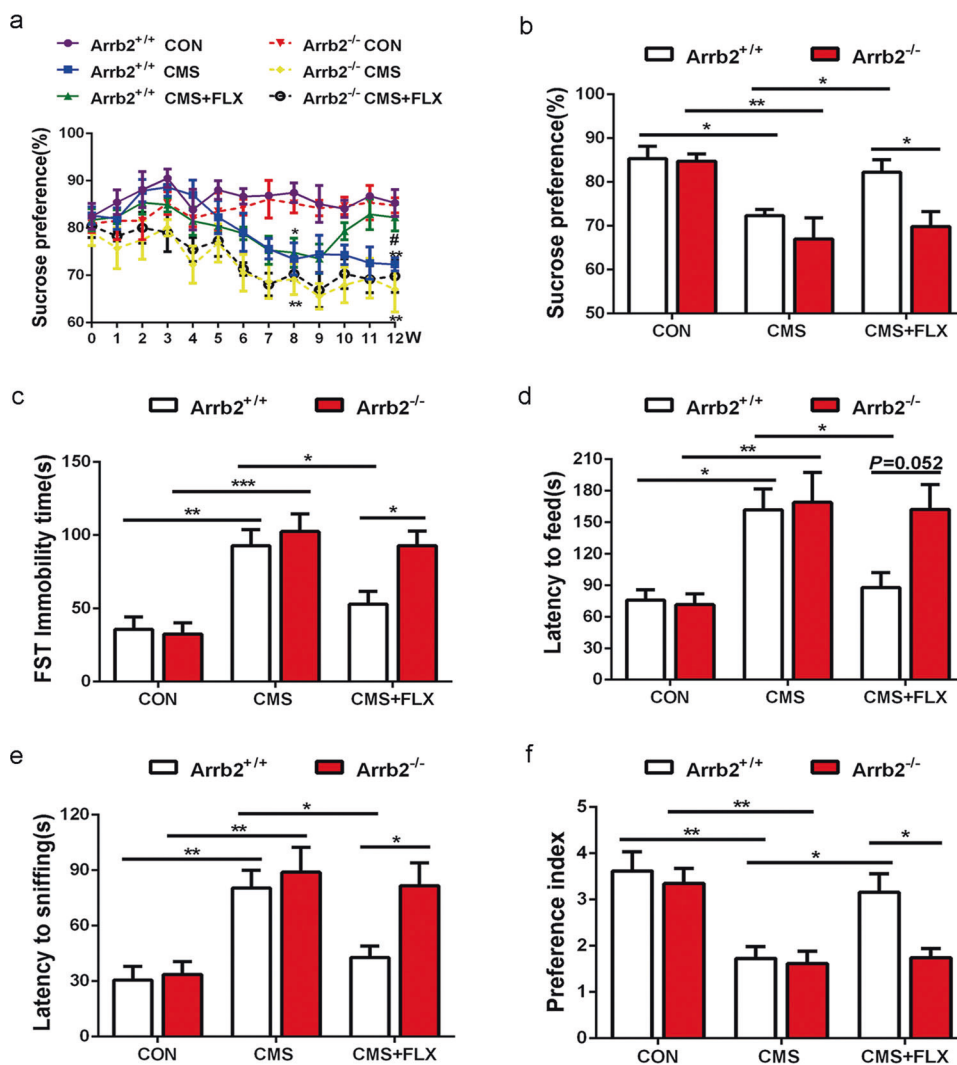 a
Arrb2+/+ CON
Arrb2-/- CON
Arrb2+/+ CMS
Arrb2-/- CMS
Arrb2+/+ CMS+FLX
Arrb2-/- CMS+FLX
Sucrose preference(%)
100
90
80
70
60
*
**
#
**
**
0 1 2 3 4 5 6 7 8 9 10 11 12 W
b
Arrb2+/+ Arrb2-/-
Sucrose preference(%)
100
90
80
70
60
50
*
**
*
*
CON CMS CMS+FLX
c
Arrb2+/+ Arrb2-/-
FST Immobility time(s)
150
100
50
0
*
***
**
*
CON CMS CMS+FLX
d
Arrb2+/+ Arrb2-/-
Latency to feed(s)
210
180
150
120
90
60
30
0
*
**
*
P=0.052
CON CMS CMS+FLX
e
Arrb2+/+ Arrb2-/-
Latency to sniffing(s)
120
90
60
30
0
*
**
**
*
CON CMS CMS+FLX
f
Arrb2+/+ Arrb2-/-
Preference index
5
4
3
2
1
0
**
**
*
*
CON CMS CMS+FLX